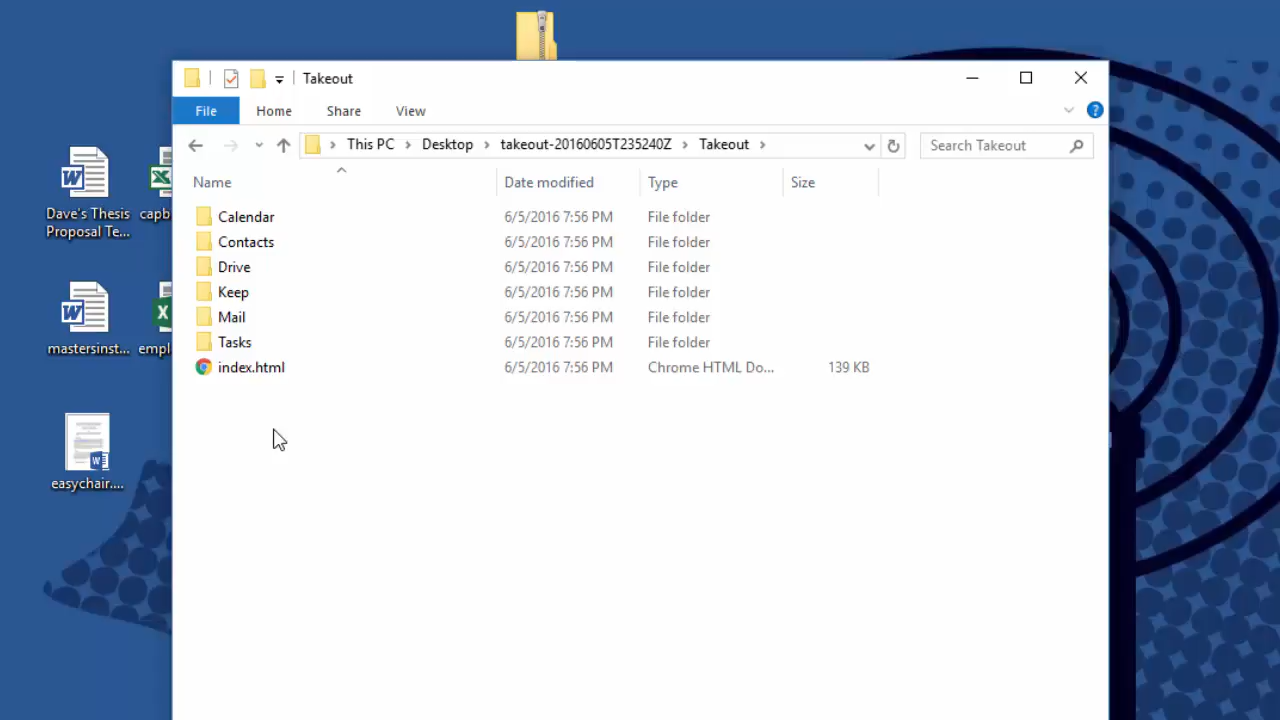 Takeout
File Home Share View
This PC Desktop takeout-20160605T235240Z Takeout Search Takeout
Name Date modified Type Size
Calendar 6/5/2016 7:56 PM File folder
Contacts 6/5/2016 7:56 PM File folder
Drive 6/5/2016 7:56 PM File folder
Keep 6/5/2016 7:56 PM File folder
Mail 6/5/2016 7:56 PM File folder
Tasks 6/5/2016 7:56 PM File folder
index.html 6/5/2016 7:56 PM Chrome HTML Do... 139 KB
Dave's Thesis
Proposal Te...
capb
mastersinst...
empl
easychair....